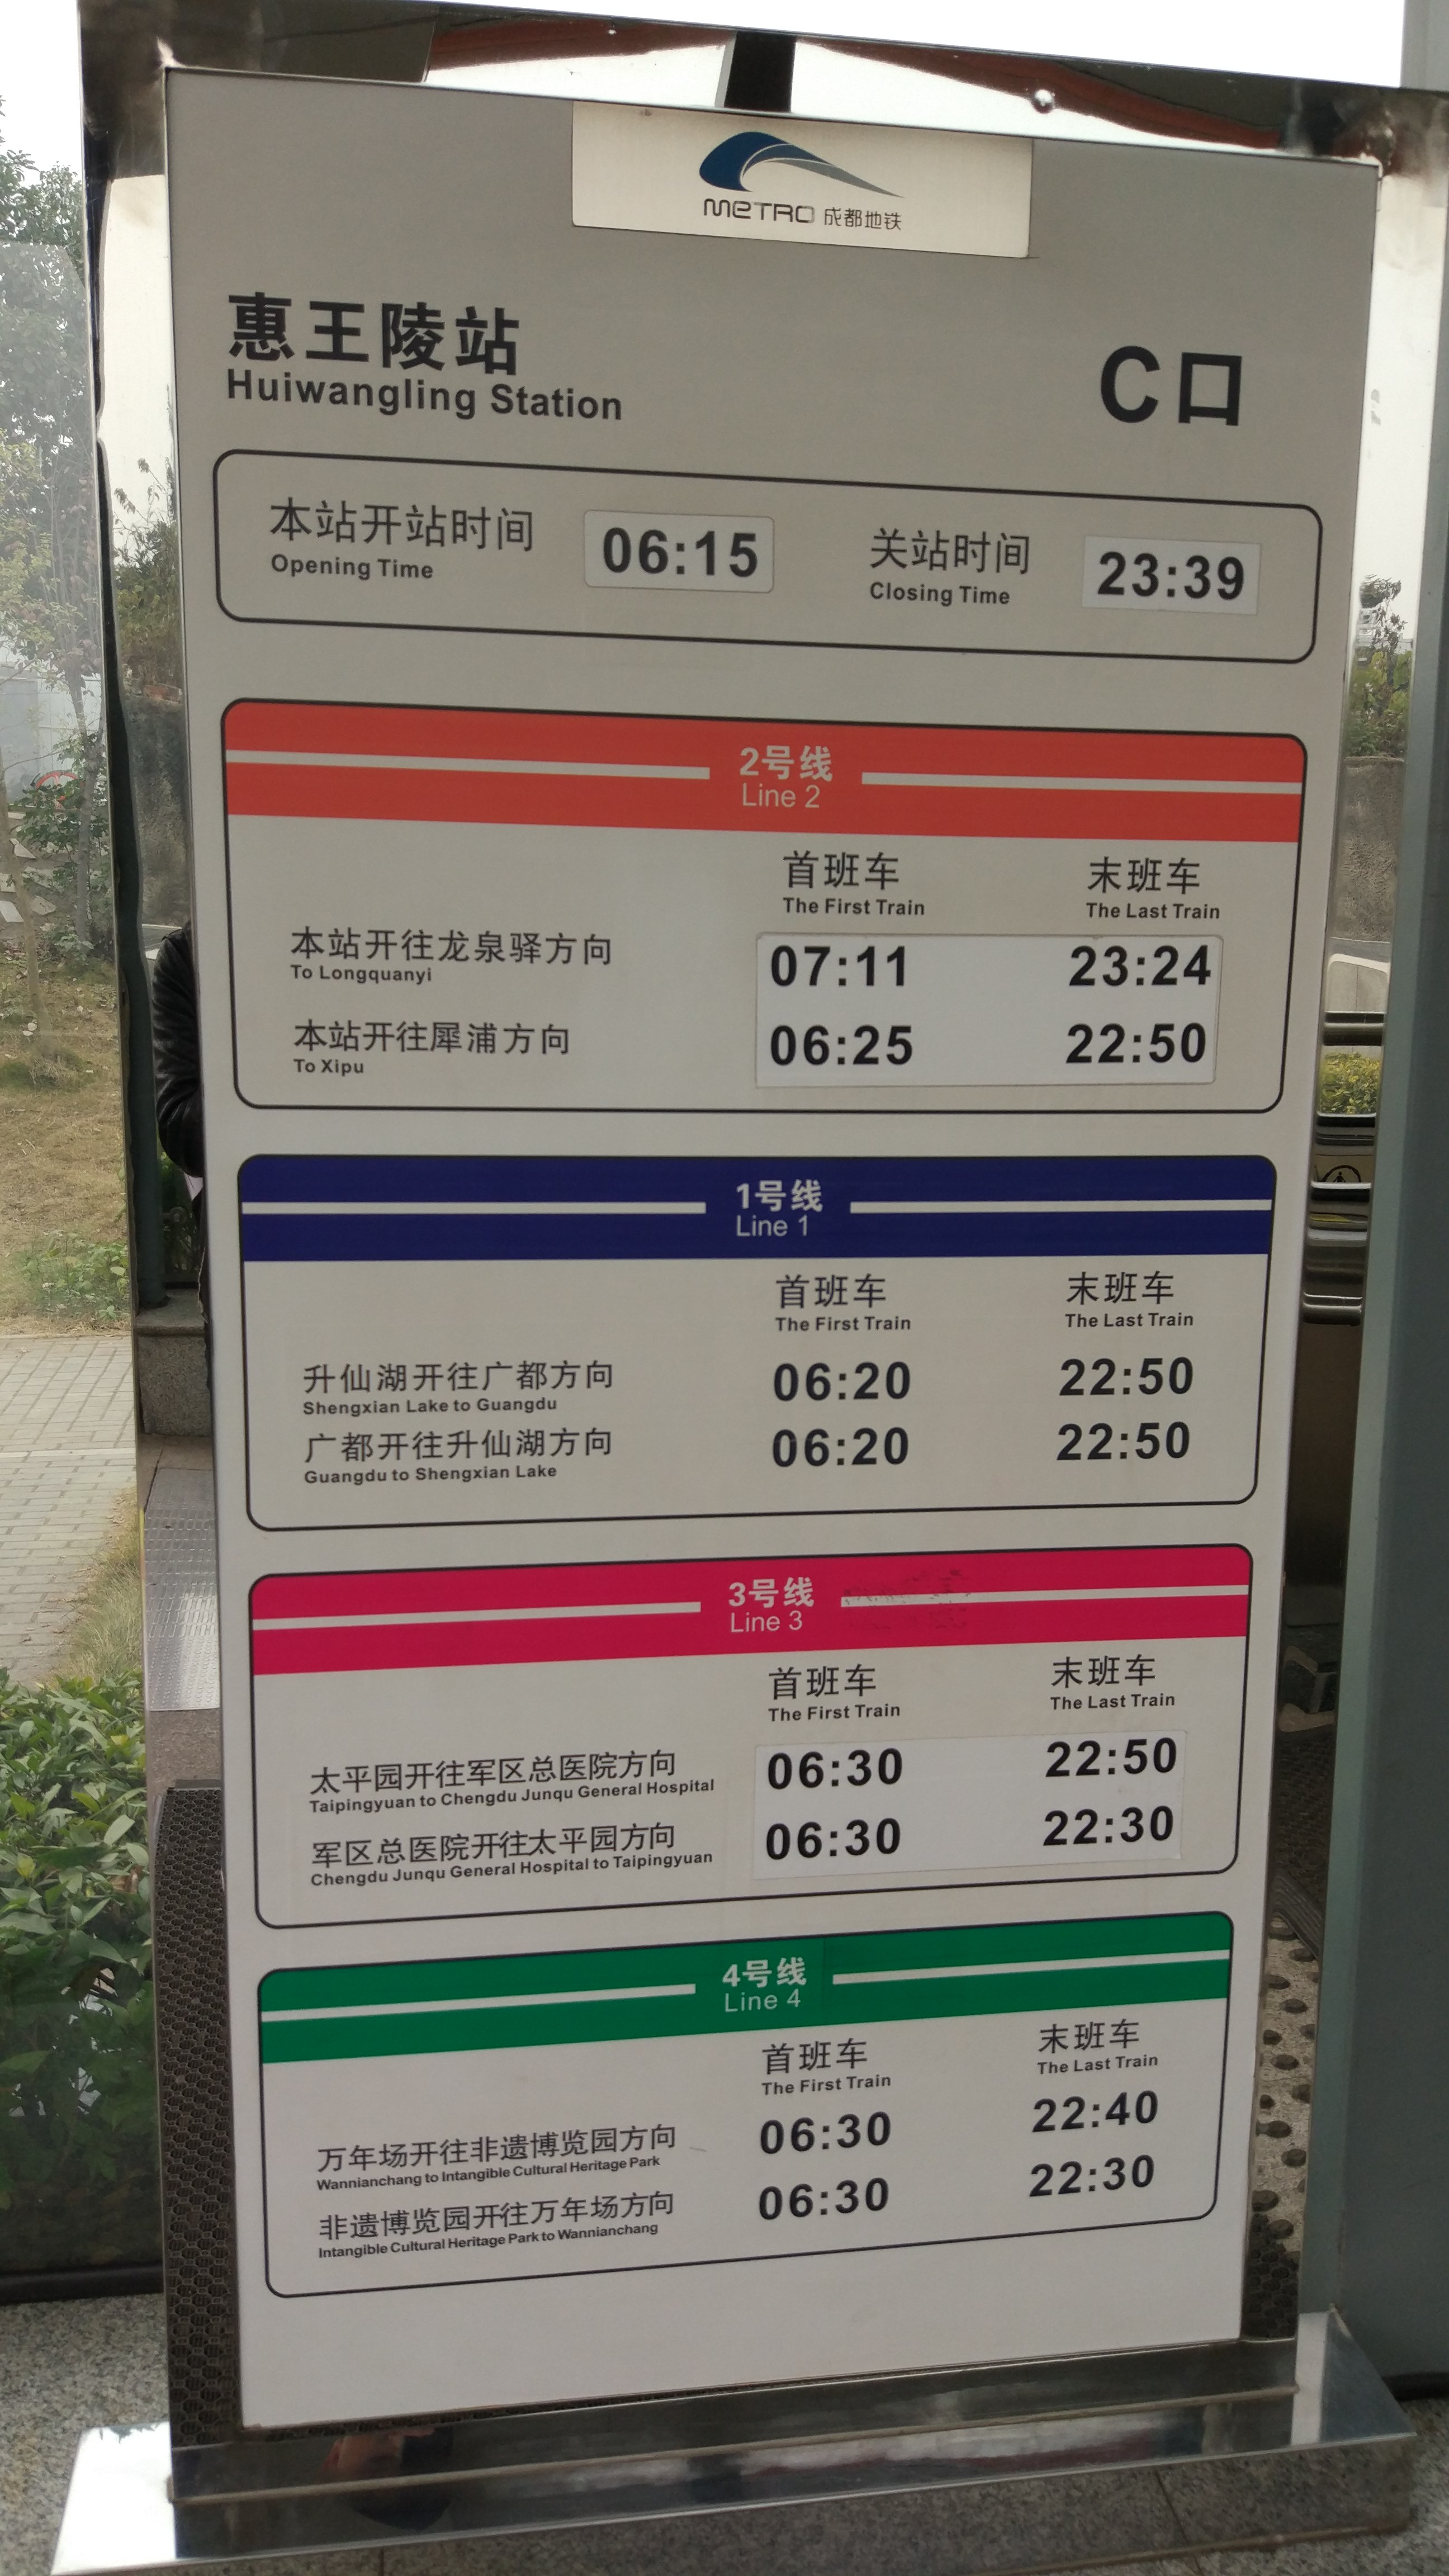 METRO 成都地铁
惠王陵站
Huiwangling Station
C口
本站开站时间
Opening Time
06:15
关站时间
Closing Time
23:39
2号线
Line 2
首班车 末班车
The First Train The Last Train
本站开往龙泉驿方向 07:11 23:24
To Longquanyi
本站开往犀浦方向 06:25 22:50
To Xipu
1号线
Line 1
首班车 末班车
The First Train The Last Train
升仙湖开往广都方向 06:20 22:50
Shengxian Lake to Guangdu
广都开往升仙湖方向 06:20 22:50
Guangdu to Shengxian Lake
3号线
Line 3
首班车 末班车
The First Train The Last Train
太平园开往军区总医院方向 06:30 22:50
Taipingyuan to Chengdu Junqu General Hospital
军区总医院开往太平园方向 06:30 22:30
Chengdu Junqu General Hospital to Taipingyuan
4号线
Line 4
首班车 末班车
The First Train The Last Train
万年场开往非遗博览园方向 06:30 22:40
Wannianchang to Intangible Cultural Heritage Park
非遗博览园开往万年场方向 06:30 22:30
Intangible Cultural Heritage Park to Wannianchang